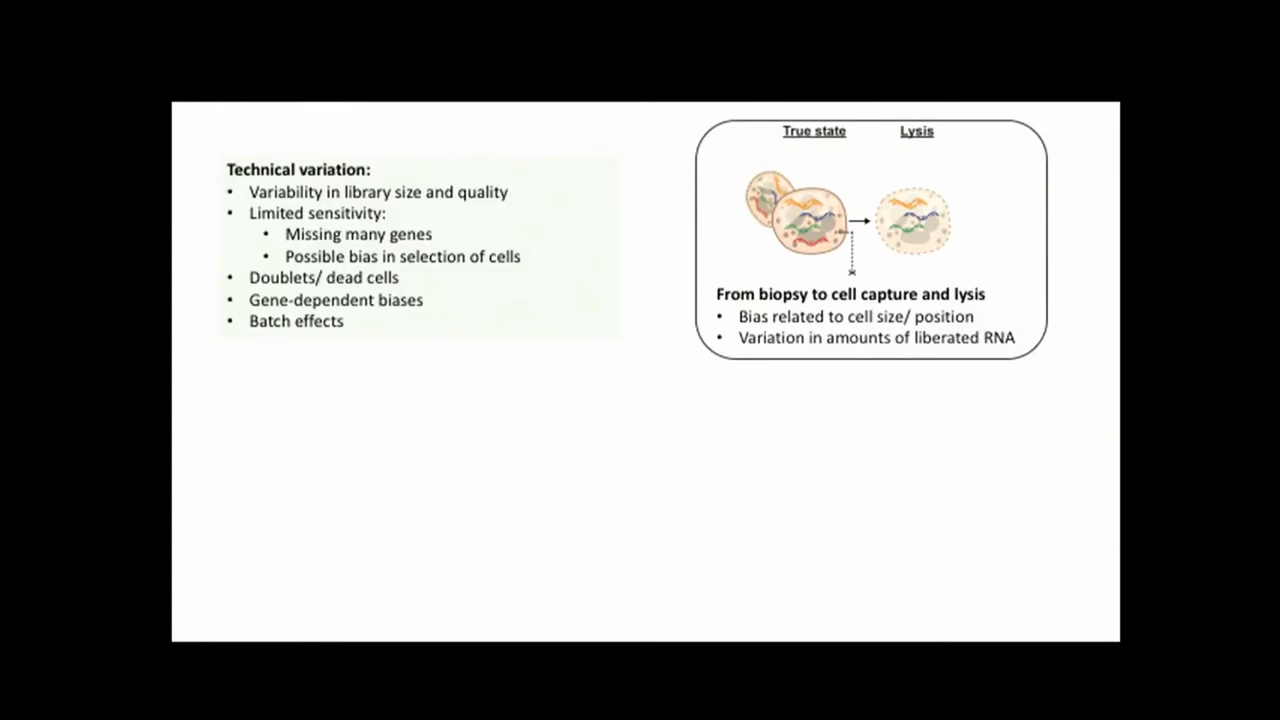 Technical variation:
• Variability in library size and quality
• Limited sensitivity:
• Missing many genes
• Possible bias in selection of cells
• Doublets/ dead cells
• Gene-dependent biases
• Batch effects
True state Lysis
From biopsy to cell capture and lysis
• Bias related to cell size/ position
• Variation in amounts of liberated RNA